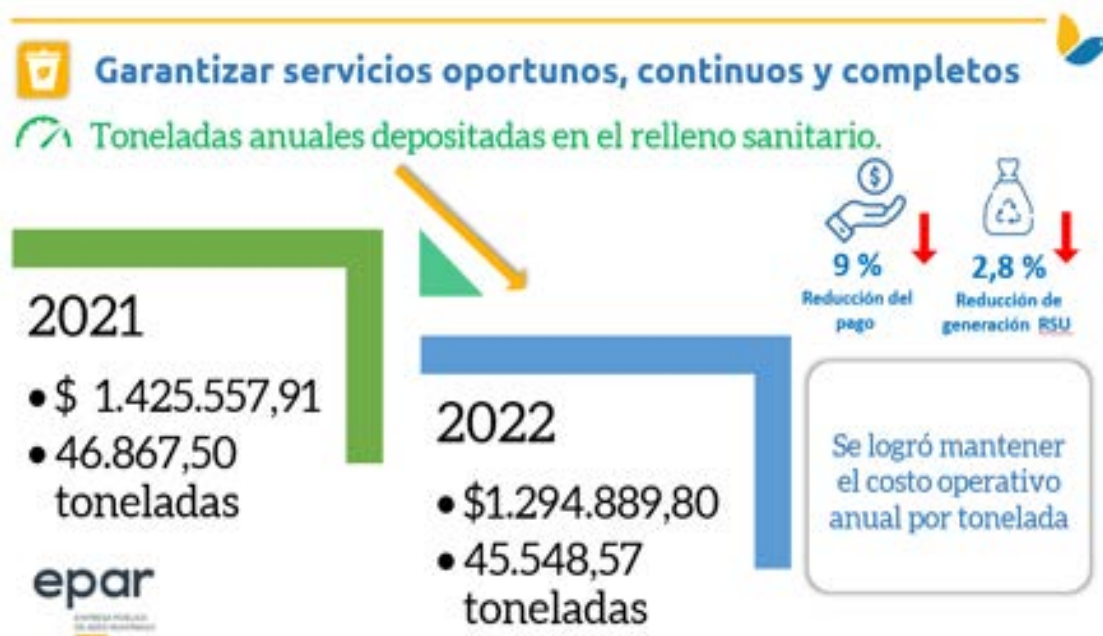 Garantizar servicios oportunos, continuos y completos
Toneladas anuales depositadas en el relleno sanitario.
$
9 %
Reducción del
pago
2,8 %
Reducción de
generación RSU
2021
• $ 1.425.557,91
• 46.867,50
toneladas
2022
• $1.294.889,80
• 45.548,57
toneladas
Se logró mantener
el costo operativo
anual por tonelada
epar